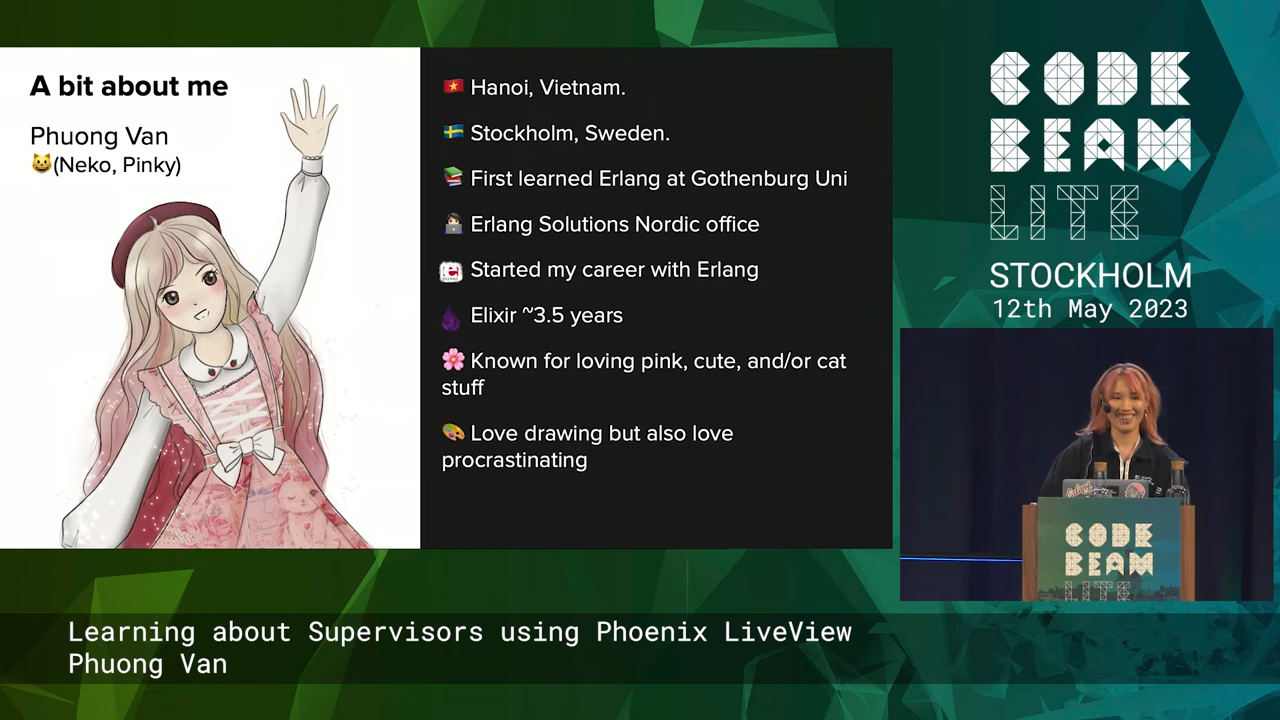 A bit about me
Phuong Van
😺(Neko, Pinky)
🇻🇳 Hanoi, Vietnam.
🇸🇪 Stockholm, Sweden.
📚 First learned Erlang at Gothenburg Uni
👩🏻‍💻 Erlang Solutions Nordic office
Started my career with Erlang
Elixir ~3.5 years
🌸 Known for loving pink, cute, and/or cat
stuff
🎨 Love drawing but also love
procrastinating
CODE
BEAM
LITE
STOCKHOLM
12th May 2023
CODE
BEAM
LITE
Learning about Supervisors using Phoenix LiveView
Phuong Van